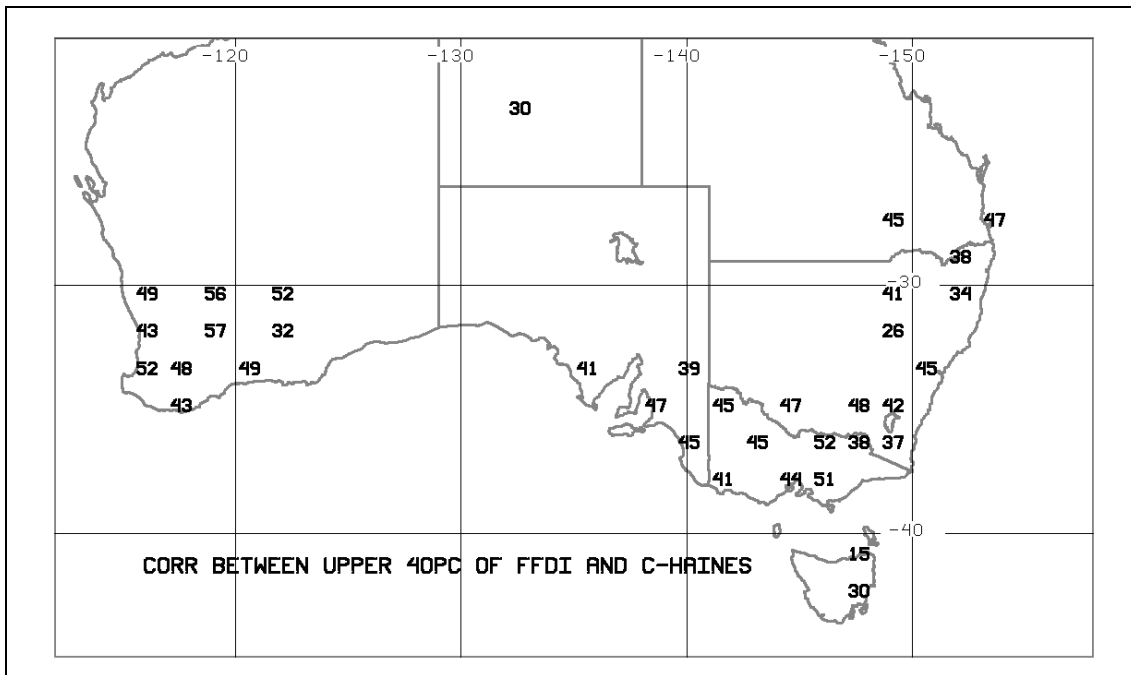 -120 -130 -140 -150
30
45 47
38
-30
49 56 52 41 34
43 57 32 26
52 48 49 41 39 45
43 47 45 47 48 42
45 45 52 38 37
41 44 51
-40
15
CORR BETWEEN UPPER 40PC OF FFDI AND C-HAINES
30